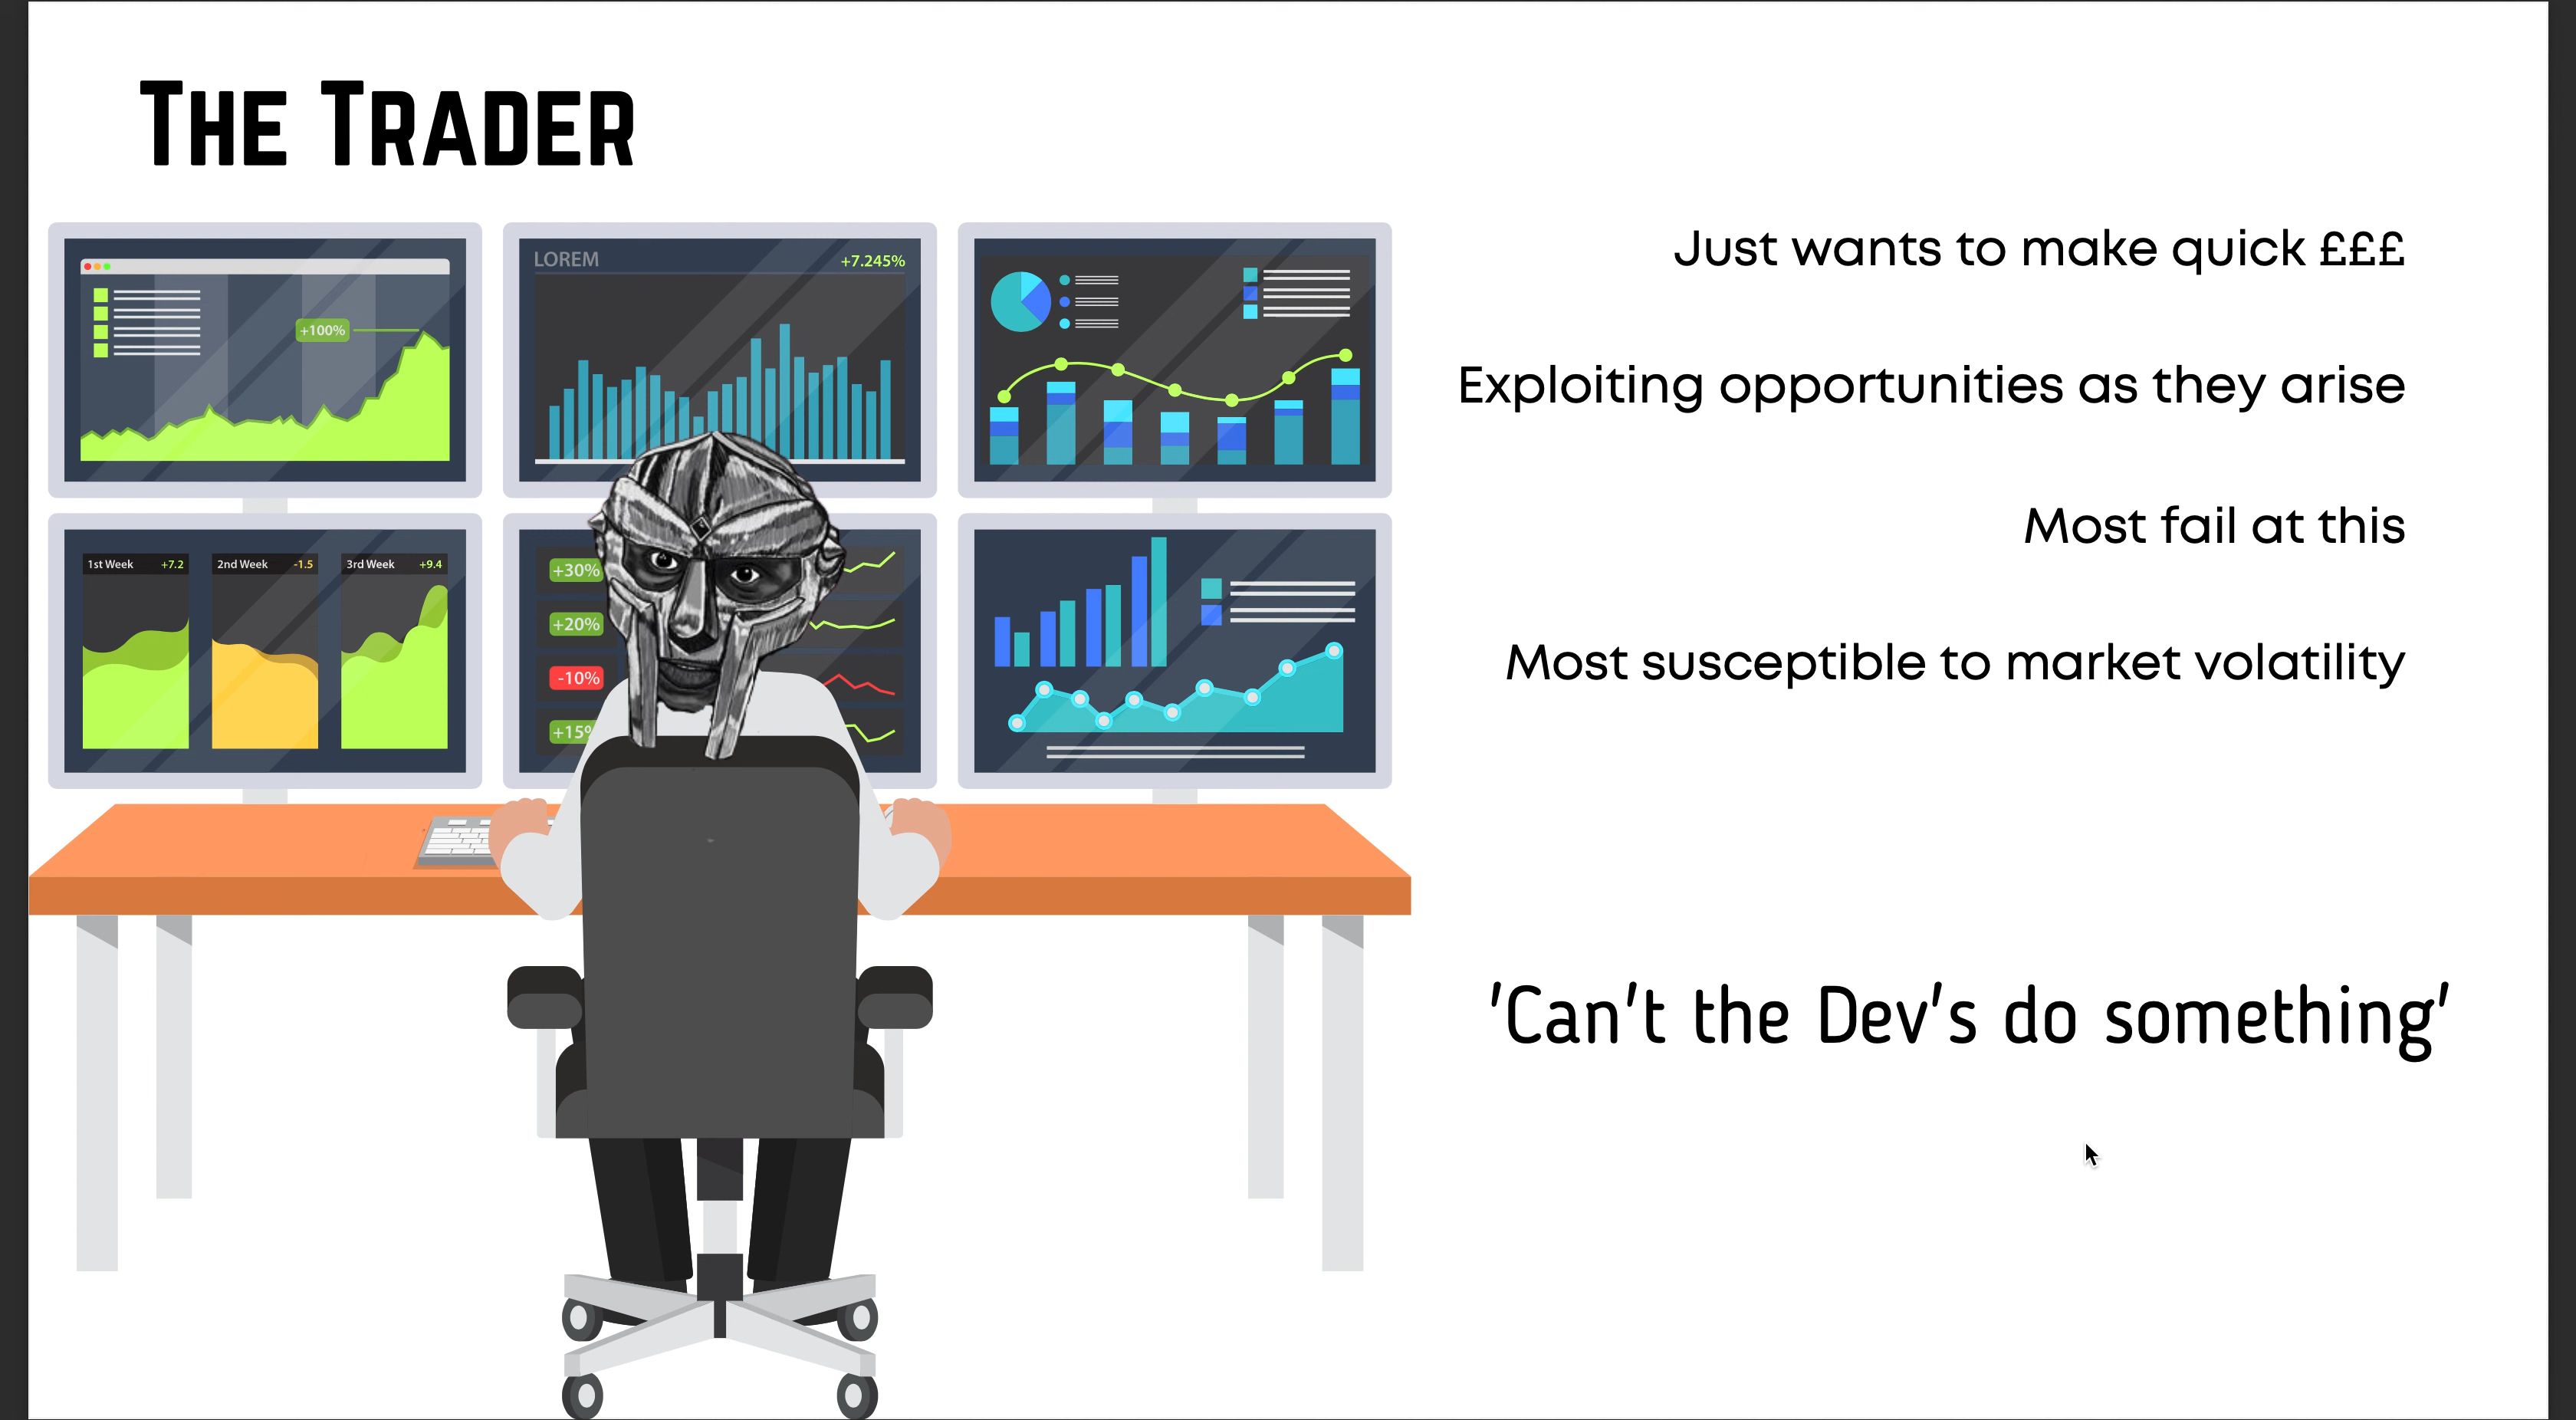 The Trader
+100%
LOREM
+7.245%
Just wants to make quick £££
Exploiting opportunities as they arise
Most fail at this
Most susceptible to market volatility
1st Week +7.2
2nd Week -1.5
3rd Week +9.4
+30%
+20%
-10%
+15%
'Can't the Dev's do something'